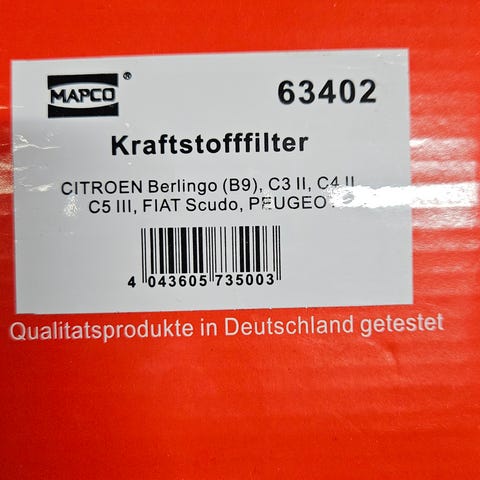 MAPCO ®
63402
Kraftstofffilter
CITROEN Berlingo (B9), C3 II, C4 II
C5 III, FIAT Scudo, PEUGEO
4 043605 735003
Qualitatsprodukte in Deutschland getestet